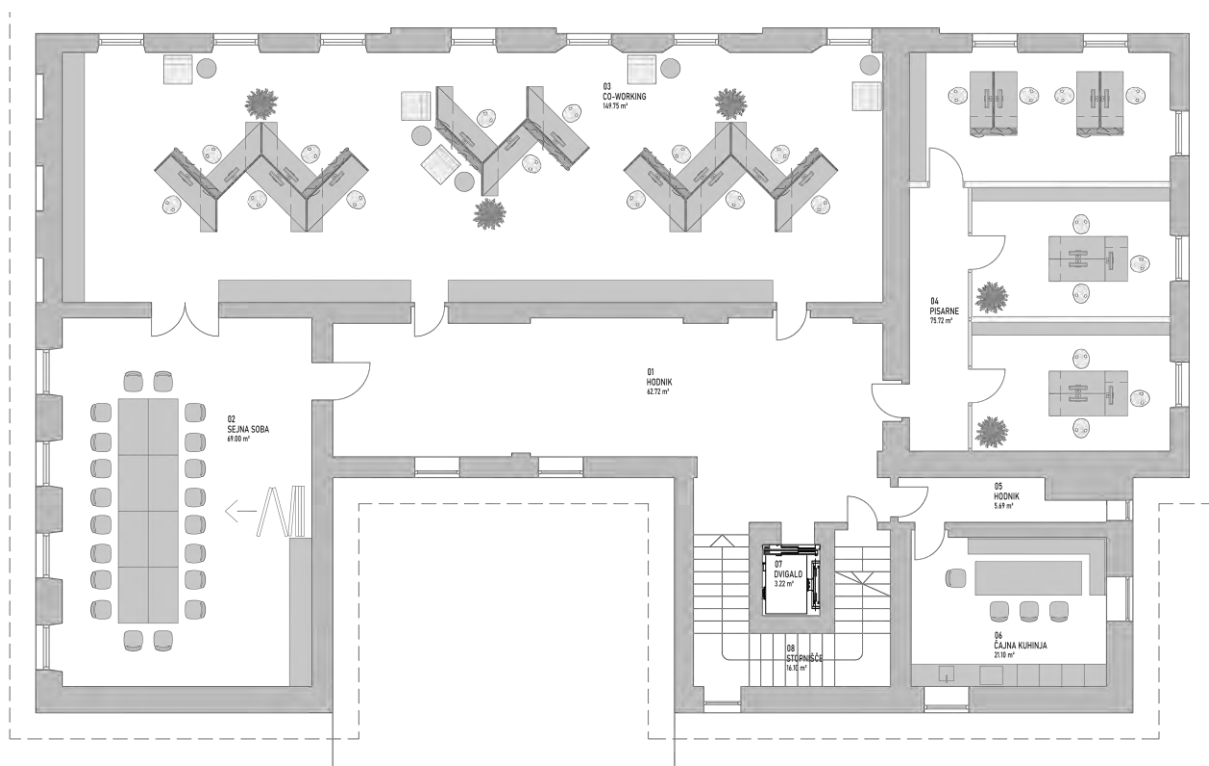 03
CO-WORKING
149.75 m²
04
PISARNE
75.72 m²
01
HODNIK
62.72 m²
02
SEJNA SOBA
69.00 m²
05
HODNIK
5.69 m²
07
DVIGALO
3.22 m²
06
ČAJNA KUHINJA
21.10 m²
08
STOPNIŠČE
16.10 m²